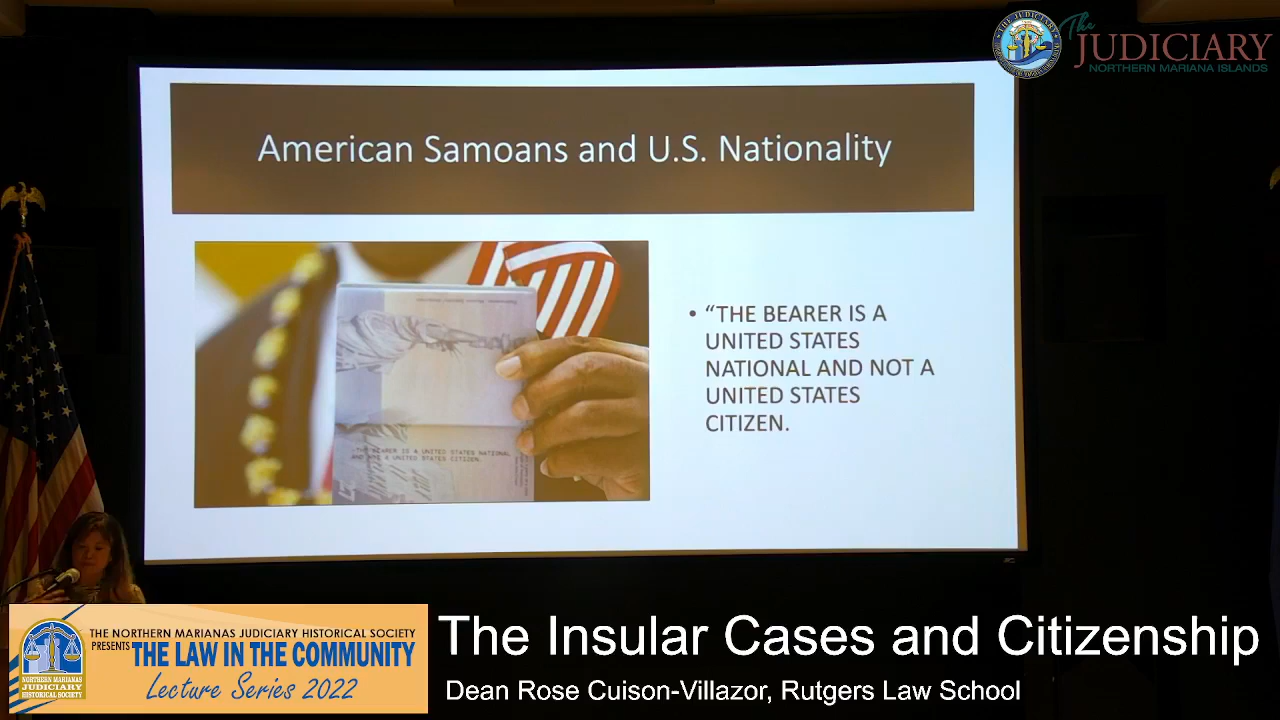 The
JUDICIARY
NORTHERN MARIANA ISLANDS
American Samoans and U.S. Nationality
• “THE BEARER IS A
UNITED STATES
NATIONAL AND NOT A
UNITED STATES
CITIZEN.
THE BEARER IS A UNITED STATES NATIONAL
AND NOT A UNITED STATES CITIZEN.
THE NORTHERN MARIANAS JUDICIARY HISTORICAL SOCIETY
PRESENTS THE LAW IN THE COMMUNITY
Lecture Series 2022
NORTHERN MARIANAS
JUDICIARY
HISTORICAL SOCIETY
The Insular Cases and Citizenship
Dean Rose Cuison-Villazor, Rutgers Law School